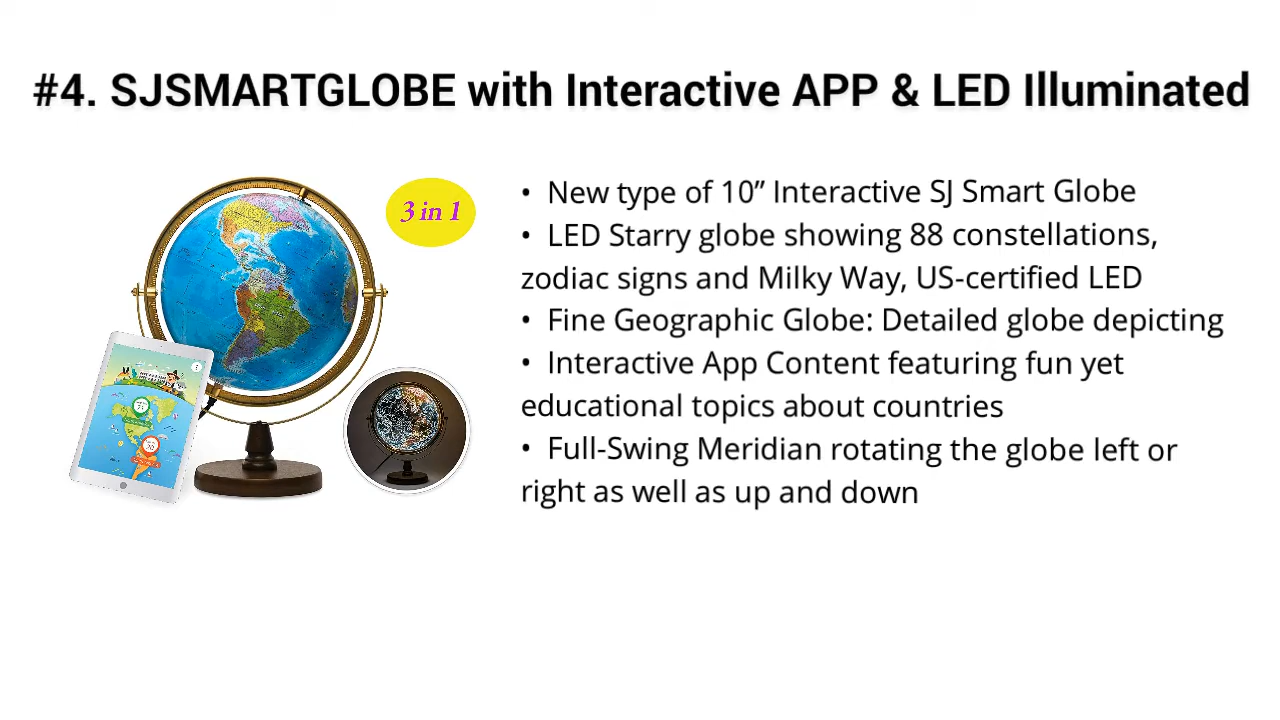 #4. SJSMARTGLOBE with Interactive APP & LED Illuminated
3 in 1
• New type of 10” Interactive SJ Smart Globe
• LED Starry globe showing 88 constellations,
zodiac signs and Milky Way, US-certified LED
• Fine Geographic Globe: Detailed globe depicting
• Interactive App Content featuring fun yet
educational topics about countries
• Full-Swing Meridian rotating the globe left or
right as well as up and down